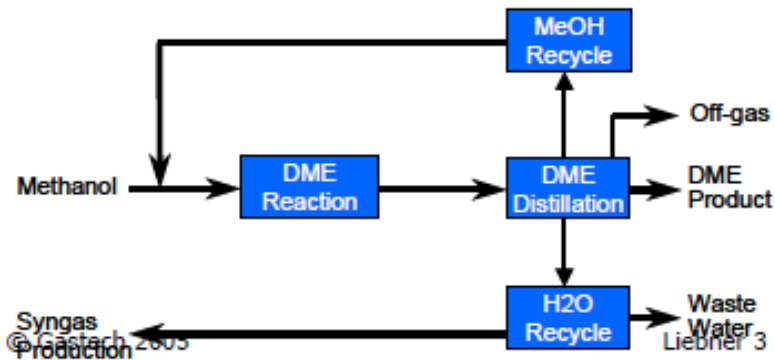 MeOH
Recycle
Off-gas
Methanol
DME
Reaction
DME
Distillation
DME
Product
H2O
Recycle
Waste
Water
Syngas
Production
© Gastech 2005
Liebner 3